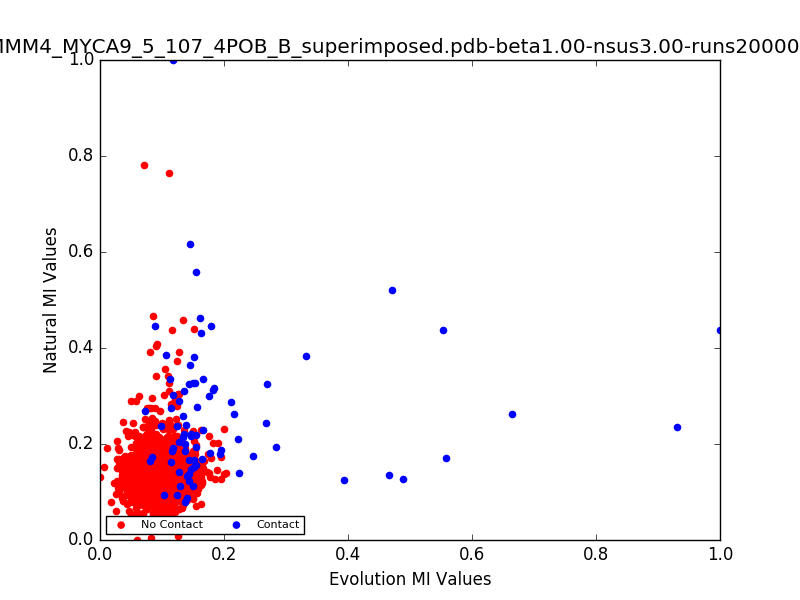 MMM4_MYCA9_5_107_4POB_B_superimposed.pdb-beta1.00-nsus3.00-runs20000
1.0
0.8
0.6
0.4
0.2
0.0
Natural MI Values
No Contact Contact
0.0 0.2 0.4 0.6 0.8 1.0
Evolution MI Values